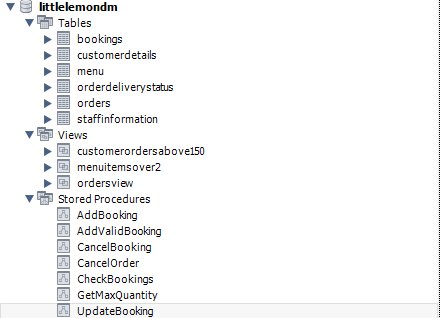 littlelemondm
Tables
bookings
customerdetails
menu
orderdeliverystatus
orders
staffinformation
Views
customerordersabove150
menuitemsover2
ordersview
Stored Procedures
AddBooking
AddValidBooking
CancelBooking
CancelOrder
CheckBookings
GetMaxQuantity
UpdateBooking